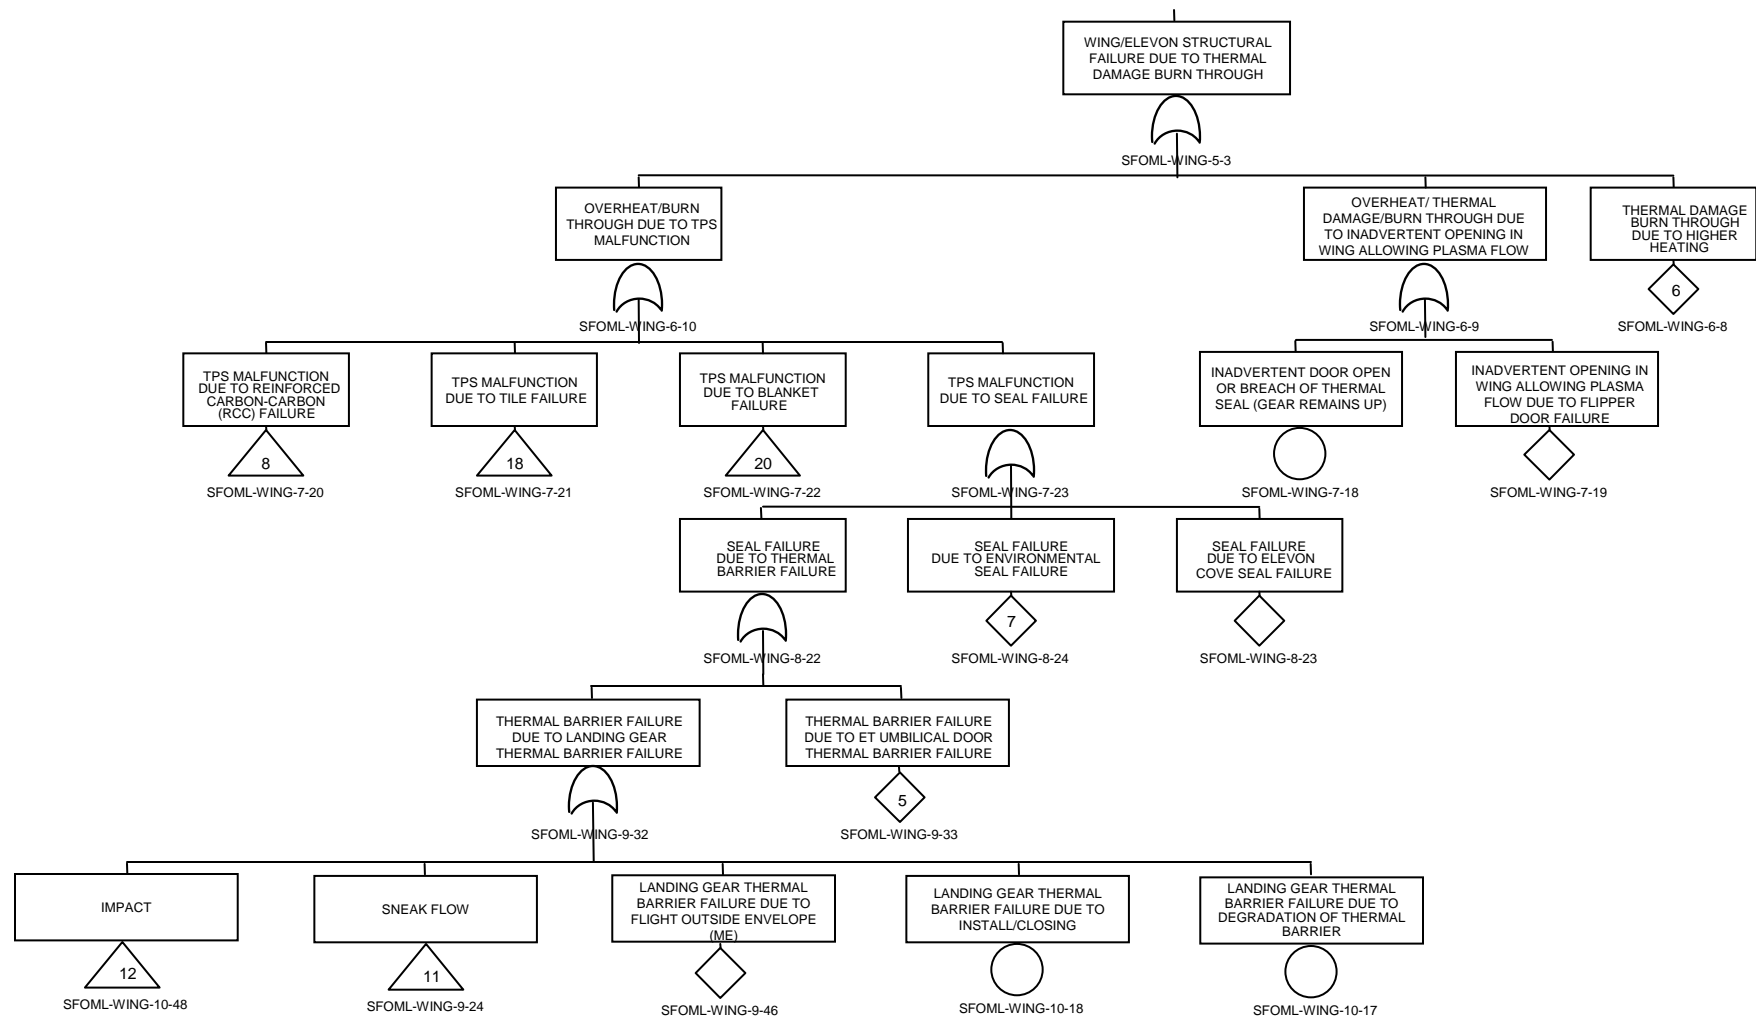 WING/ELEVON STRUCTURAL
FAILURE DUE TO THERMAL
DAMAGE BURN THROUGH
SFOML-WING-5-3
OVERHEAT/BURN
THROUGH DUE TO TPS
MALFUNCTION
SFOML-WING-6-10
OVERHEAT/ THERMAL
DAMAGE/BURN THROUGH DUE
TO INADVERTENT OPENING IN
WING ALLOWING PLASMA FLOW
SFOML-WING-6-9
THERMAL DAMAGE
BURN THROUGH
DUE TO HIGHER
HEATING
6
SFOML-WING-6-8
TPS MALFUNCTION
DUE TO REINFORCED
CARBON-CARBON
(RCC) FAILURE
8
SFOML-WING-7-20
TPS MALFUNCTION
DUE TO TILE FAILURE
18
SFOML-WING-7-21
TPS MALFUNCTION
DUE TO BLANKET
FAILURE
20
SFOML-WING-7-22
TPS MALFUNCTION
DUE TO SEAL FAILURE
SFOML-WING-7-23
INADVERTENT DOOR OPEN
OR BREACH OF THERMAL
SEAL (GEAR REMAINS UP)
SFOML-WING-7-18
INADVERTENT OPENING IN
WING ALLOWING PLASMA
FLOW DUE TO FLIPPER
DOOR FAILURE
SFOML-WING-7-19
SEAL FAILURE
DUE TO THERMAL
BARRIER FAILURE
SFOML-WING-8-22
SEAL FAILURE
DUE TO ENVIRONMENTAL
SEAL FAILURE
7
SFOML-WING-8-24
SEAL FAILURE
DUE TO ELEVON
COVE SEAL FAILURE
SFOML-WING-8-23
THERMAL BARRIER FAILURE
DUE TO LANDING GEAR
THERMAL BARRIER FAILURE
SFOML-WING-9-32
THERMAL BARRIER FAILURE
DUE TO ET UMBILICAL DOOR
THERMAL BARRIER FAILURE
5
SFOML-WING-9-33
IMPACT
12
SFOML-WING-10-48
SNEAK FLOW
11
SFOML-WING-9-24
LANDING GEAR THERMAL
BARRIER FAILURE DUE TO
FLIGHT OUTSIDE ENVELOPE
(ME)
SFOML-WING-9-46
LANDING GEAR THERMAL
BARRIER FAILURE DUE TO
INSTALL/CLOSING
SFOML-WING-10-18
LANDING GEAR THERMAL
BARRIER FAILURE DUE TO
DEGRADATION OF THERMAL
BARRIER
SFOML-WING-10-17